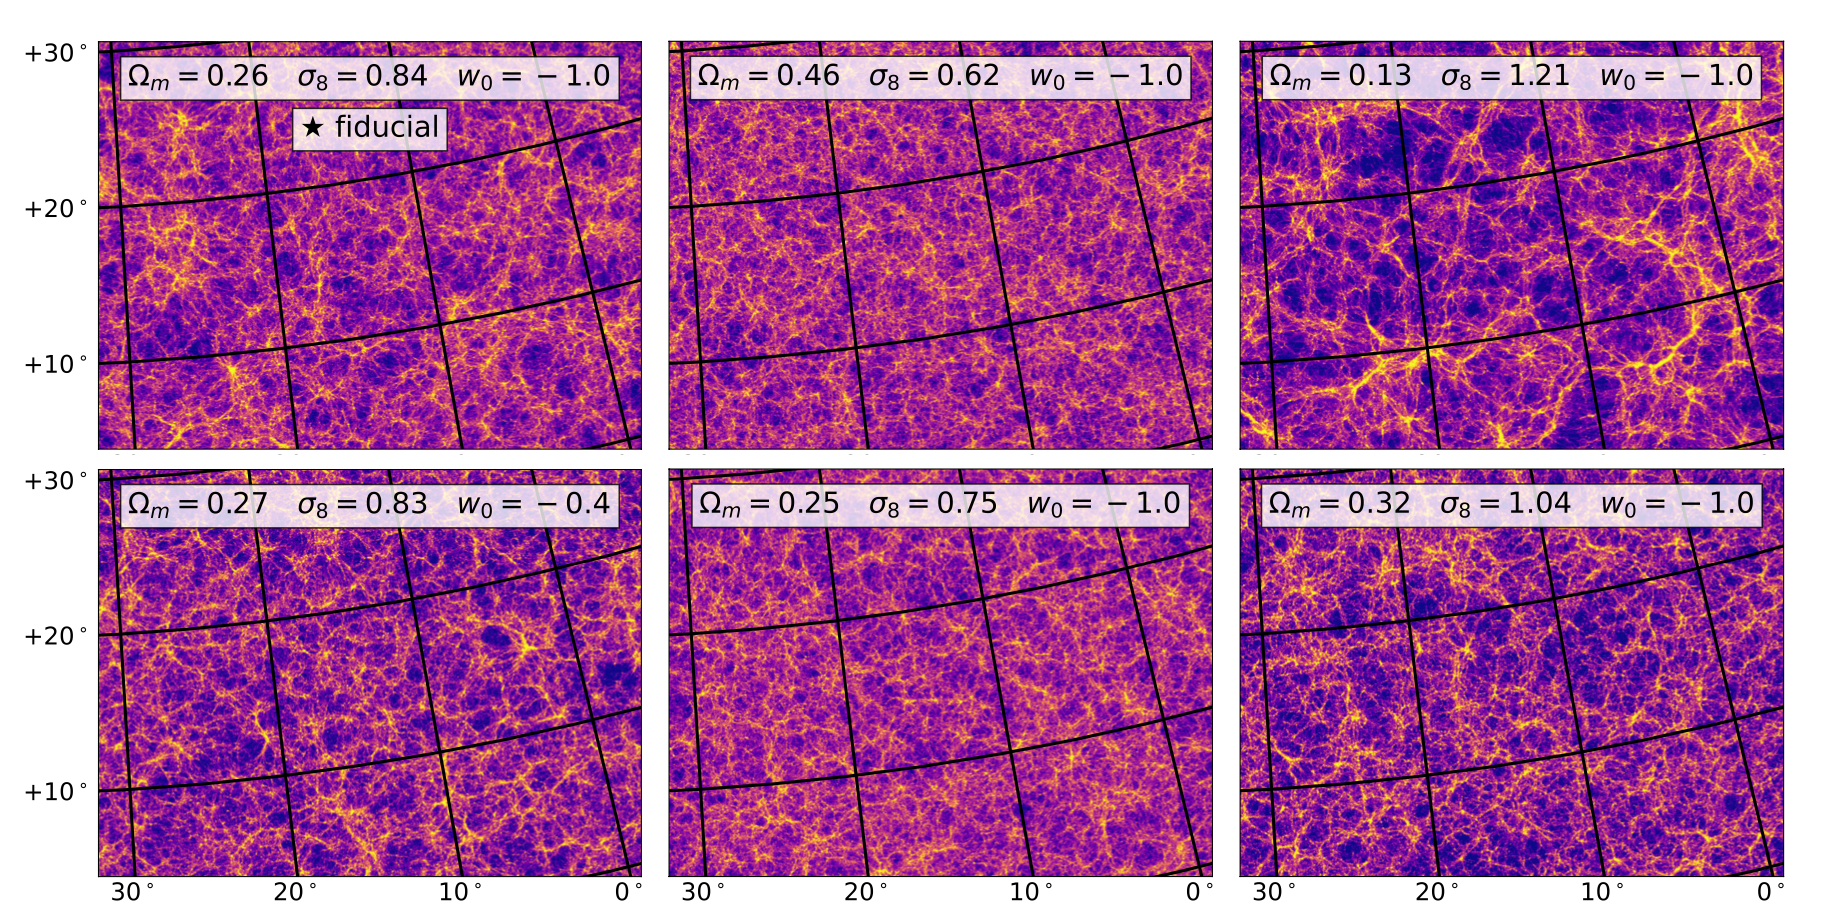 Ωₘ = 0.26 σ₈ = 0.84 w₀ = −1.0
★ fiducial
Ωₘ = 0.46 σ₈ = 0.62 w₀ = −1.0
Ωₘ = 0.13 σ₈ = 1.21 w₀ = −1.0
+30°
+20°
+10°
Ωₘ = 0.27 σ₈ = 0.83 w₀ = −0.4
Ωₘ = 0.25 σ₈ = 0.75 w₀ = −1.0
Ωₘ = 0.32 σ₈ = 1.04 w₀ = −1.0
+30°
+20°
+10°
30° 20° 10° 0°
30° 20° 10° 0°
30° 20° 10° 0°